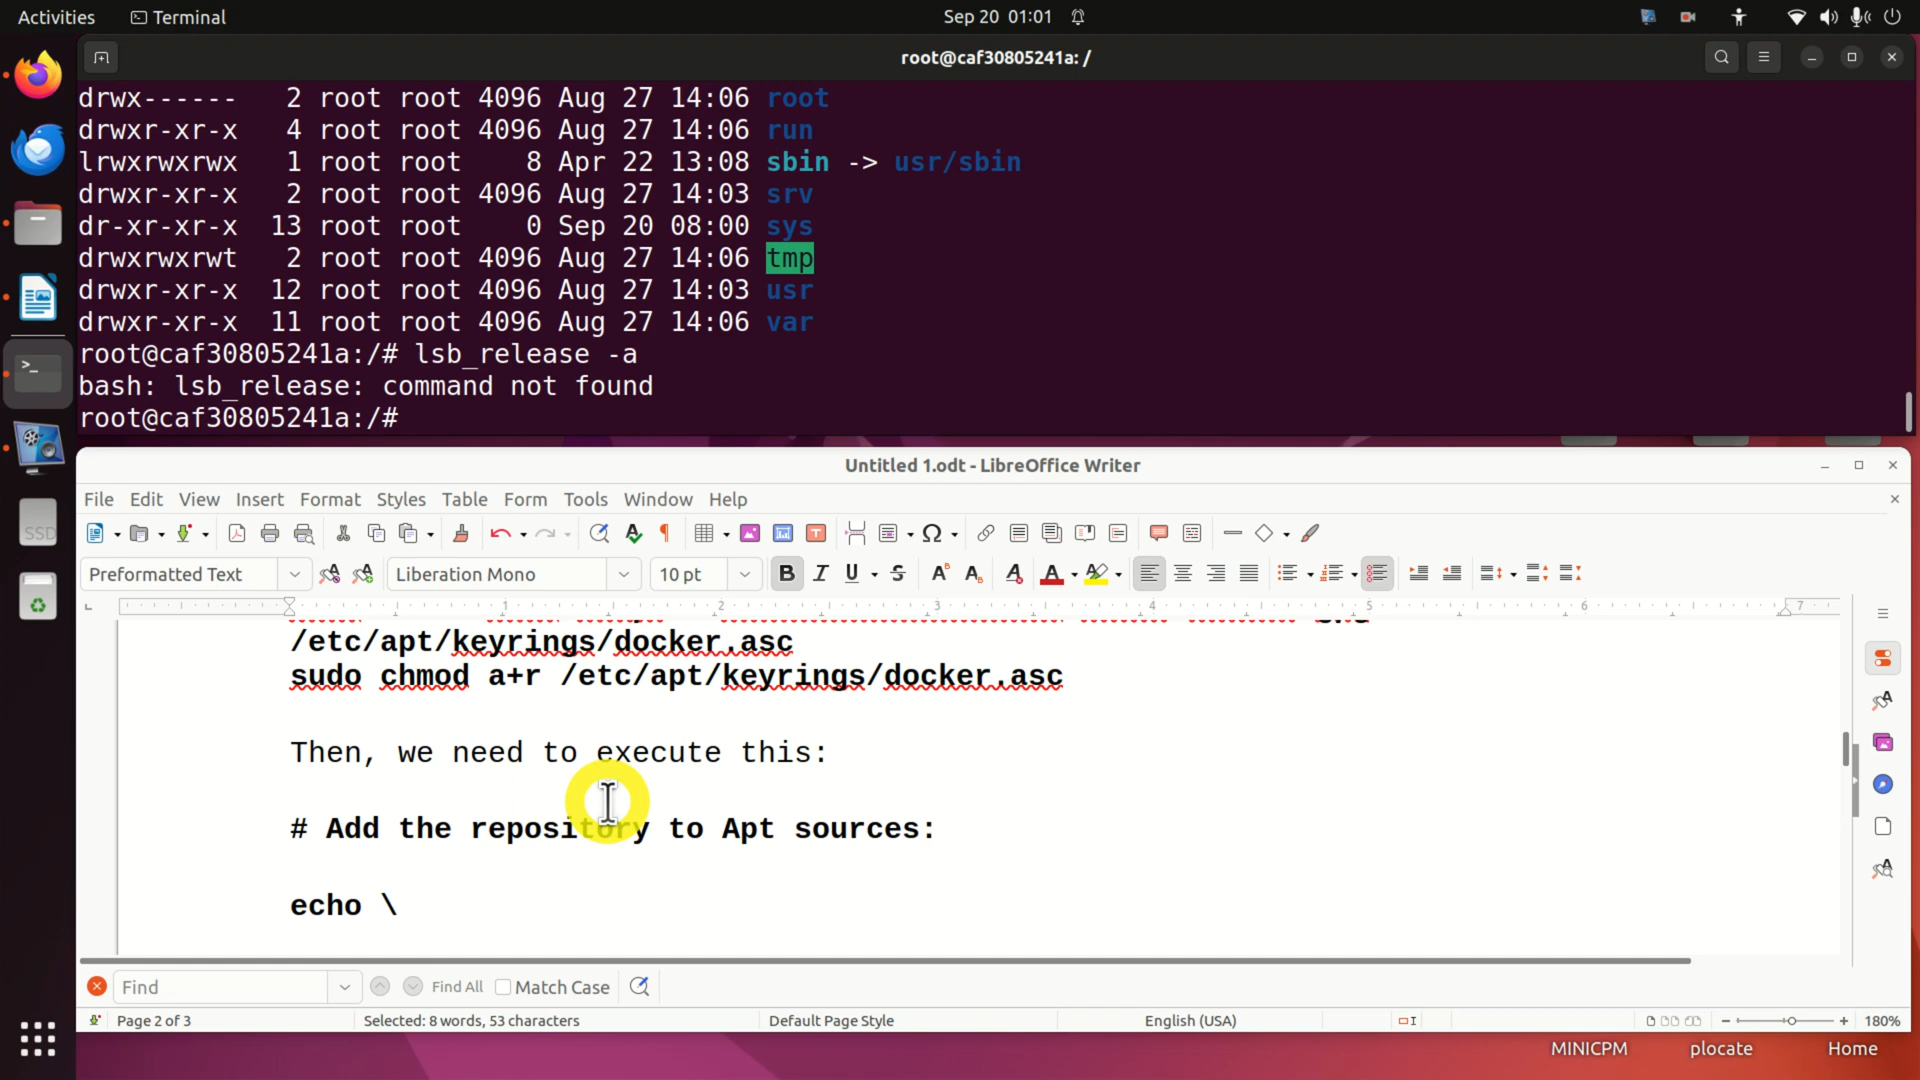 Activities
Terminal
Sep 20 01:01
root@caf30805241a: /
drwx------ 2 root root 4096 Aug 27 14:06 root
drwxr-xr-x 4 root root 4096 Aug 27 14:06 run
lrwxrwxrwx 1 root root 8 Apr 22 13:08 sbin -> usr/sbin
drwxr-xr-x 2 root root 4096 Aug 27 14:03 srv
dr-xr-xr-x 13 root root 0 Sep 20 08:00 sys
drwxrwxrwt 2 root root 4096 Aug 27 14:06 tmp
drwxr-xr-x 12 root root 4096 Aug 27 14:03 usr
drwxr-xr-x 11 root root 4096 Aug 27 14:06 var
root@caf30805241a:/# lsb_release -a
bash: lsb_release: command not found
root@caf30805241a:/#
Untitled 1.odt - LibreOffice Writer
File Edit View Insert Format Styles Table Form Tools Window Help
Preformatted Text
Liberation Mono
10 pt
1 2 3 4 5 6 7
/etc/apt/keyrings/docker.asc
sudo chmod a+r /etc/apt/keyrings/docker.asc
Then, we need to execute this:
# Add the repository to Apt sources:
echo \
Find
Find All
Match Case
Page 2 of 3
Selected: 8 words, 53 characters
Default Page Style
English (USA)
180%
SSD
MINICPM
plocate
Home